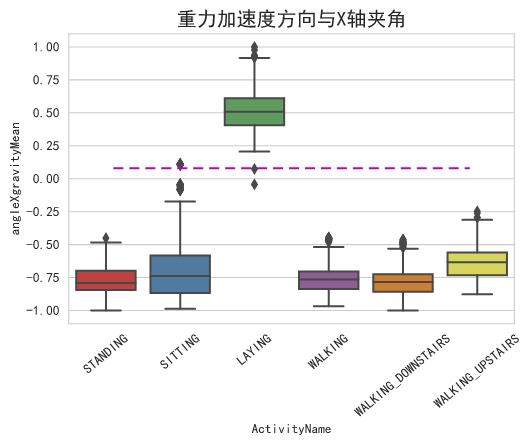 重力加速度方向与X轴夹角
angleXgravityMean
1.00
0.75
0.50
0.25
0.00
-0.25
-0.50
-0.75
-1.00
STANDING
SITTING
LAYING
WALKING
WALKING_DOWNSTAIRS
WALKING_UPSTAIRS
ActivityName